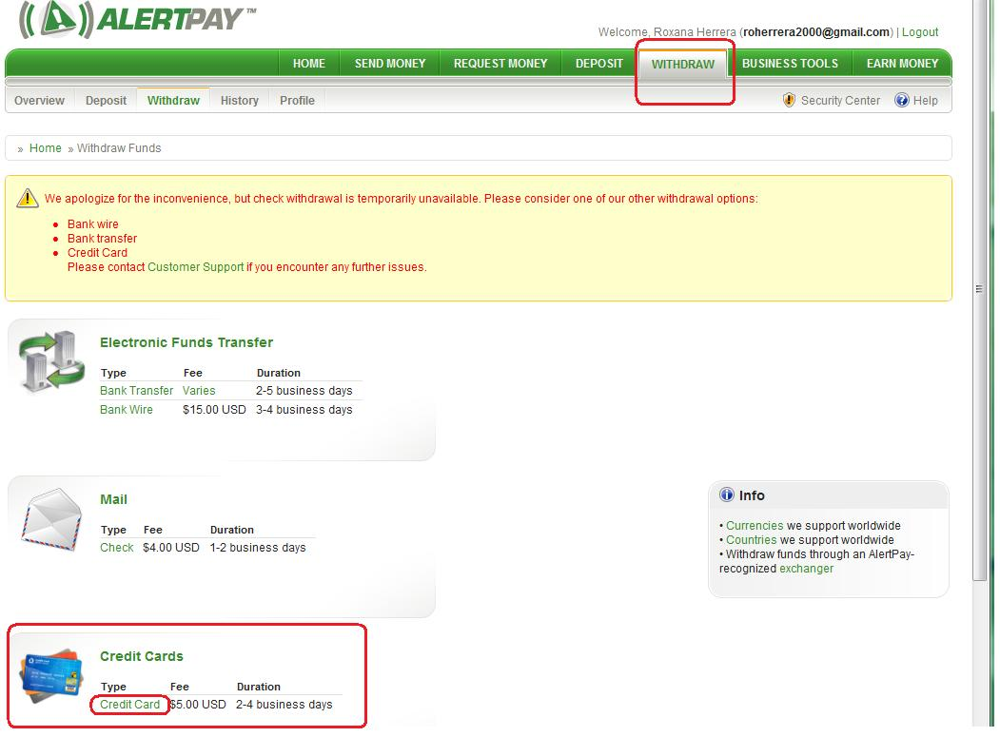 ALERTPAY™
Welcome, Roxana Herrera (roherrera2000@gmail.com) | Logout
HOME SEND MONEY REQUEST MONEY DEPOSIT WITHDRAW BUSINESS TOOLS EARN MONEY
Overview Deposit Withdraw History Profile Security Center Help
» Home » Withdraw Funds
We apologize for the inconvenience, but check withdrawal is temporarily unavailable. Please consider one of our other withdrawal options:
• Bank wire
• Bank transfer
• Credit Card
Please contact Customer Support if you encounter any further issues.
Electronic Funds Transfer
Type Fee Duration
Bank Transfer Varies 2-5 business days
Bank Wire $15.00 USD 3-4 business days
Mail
Type Fee Duration
Check $4.00 USD 1-2 business days
Info
• Currencies we support worldwide
• Countries we support worldwide
• Withdraw funds through an AlertPay-
recognized exchanger
Credit Cards
Type Fee Duration
Credit Card $5.00 USD 2-4 business days